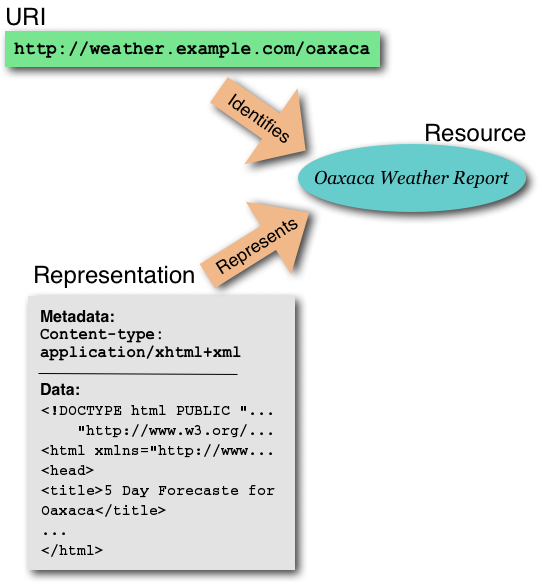 URI
http://weather.example.com/oaxaca
Identifies
Resource
Oaxaca Weather Report
Represents
Representation
Metadata:
Content-type:
application/xhtml+xml
Data:
<!DOCTYPE html PUBLIC "...
"http://www.w3.org/...
<html xmlns="http://www...
<head>
<title>5 Day Forecaste for
Oaxaca</title>
...
</html>